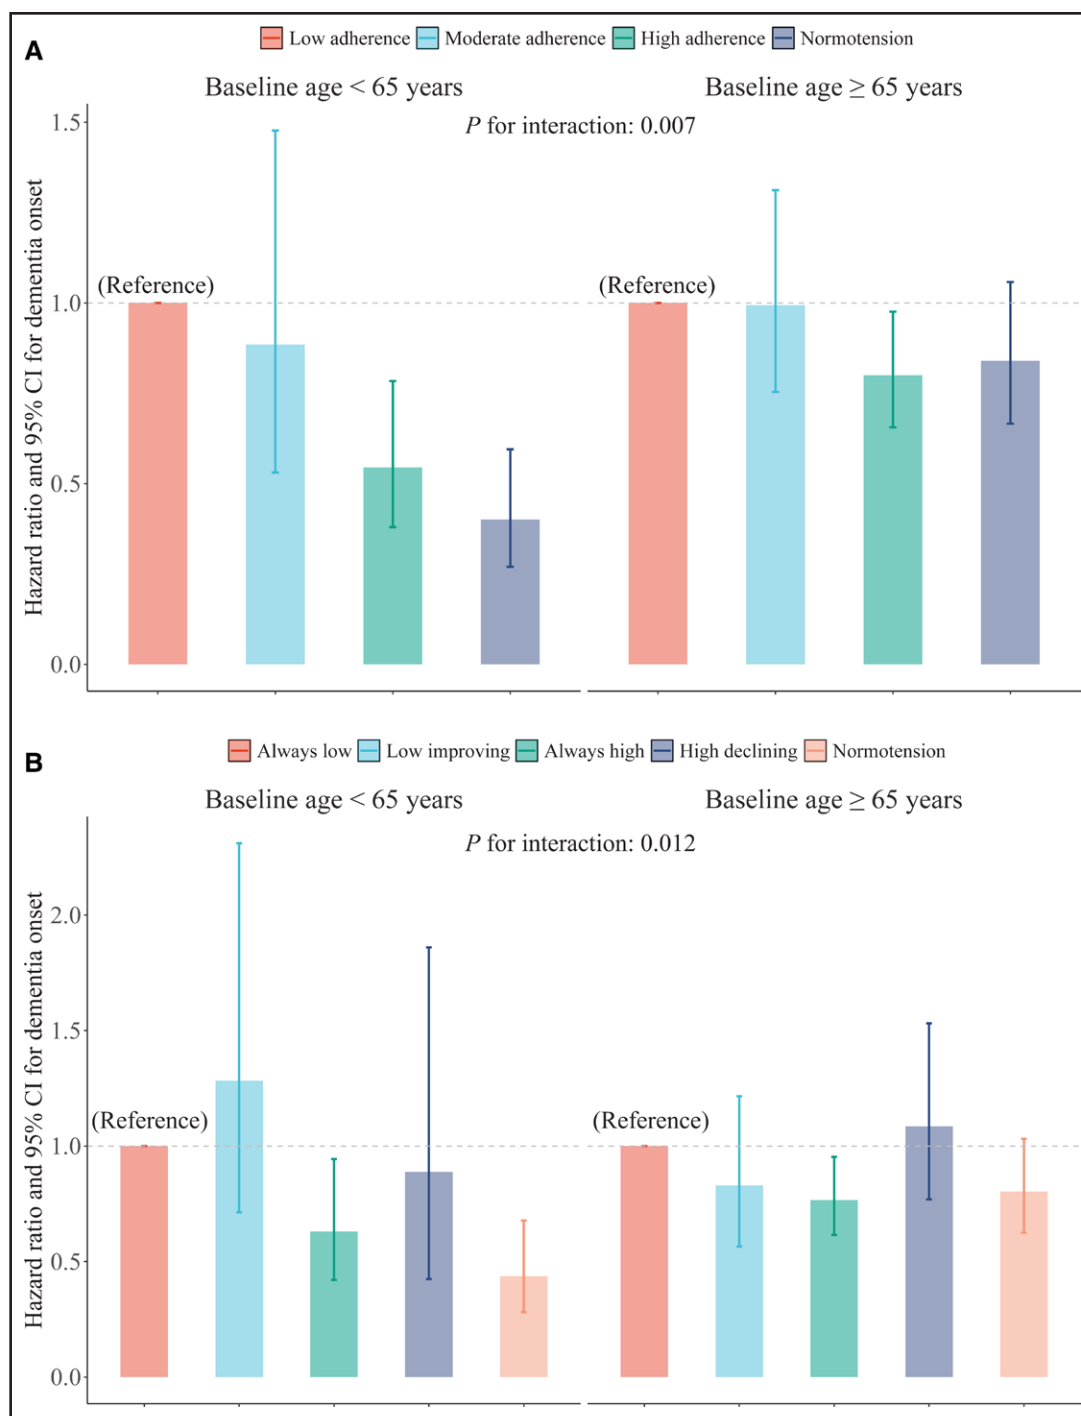 A
Low adherence Moderate adherence High adherence Normotension
Baseline age < 65 years Baseline age ≥ 65 years
P for interaction: 0.007
Hazard ratio and 95% CI for dementia onset
1.5
(Reference) (Reference)
1.0
0.5
0.0
B
Always low Low improving Always high High declining Normotension
Baseline age < 65 years Baseline age ≥ 65 years
P for interaction: 0.012
Hazard ratio and 95% CI for dementia onset
2.0
1.5
(Reference) (Reference)
1.0
0.5
0.0